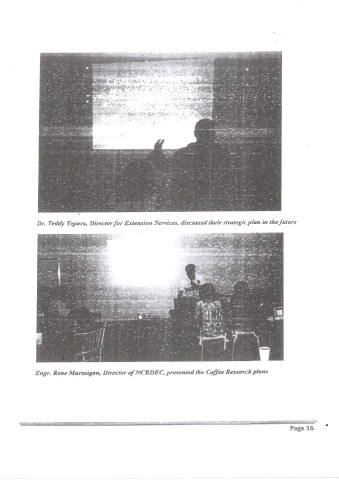 Dr. Teddy Tepora, Director for Extension Services, discussed their strategic plan in the future
Engr. Rene Marasigan, Director of NCRDEC, presented the Coffee Research plans
Page 38